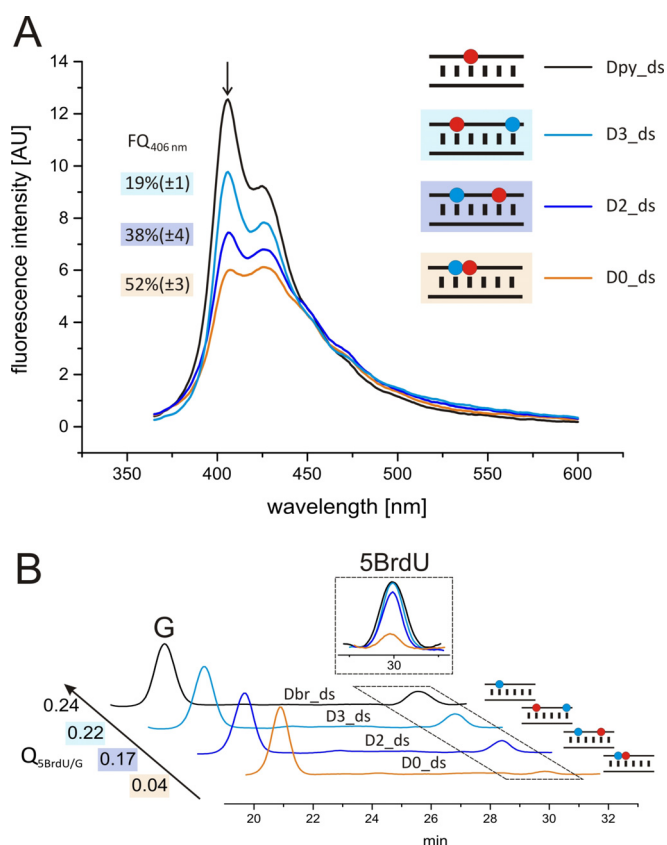 A
14
12
10
8
6
4
2
0
fluorescence intensity [AU]
FQ406 nm
19%(±1)
38%(±4)
52%(±3)
Dpy_ds
D3_ds
D2_ds
D0_ds
350 400 450 500 550 600
wavelength [nm]
B
5BrdU
30
G
Dbr_ds
D3_ds
D2_ds
D0_ds
0.24
0.22
0.17
0.04
Q5BrdU/G
20 22 24 26 28 30 32
min